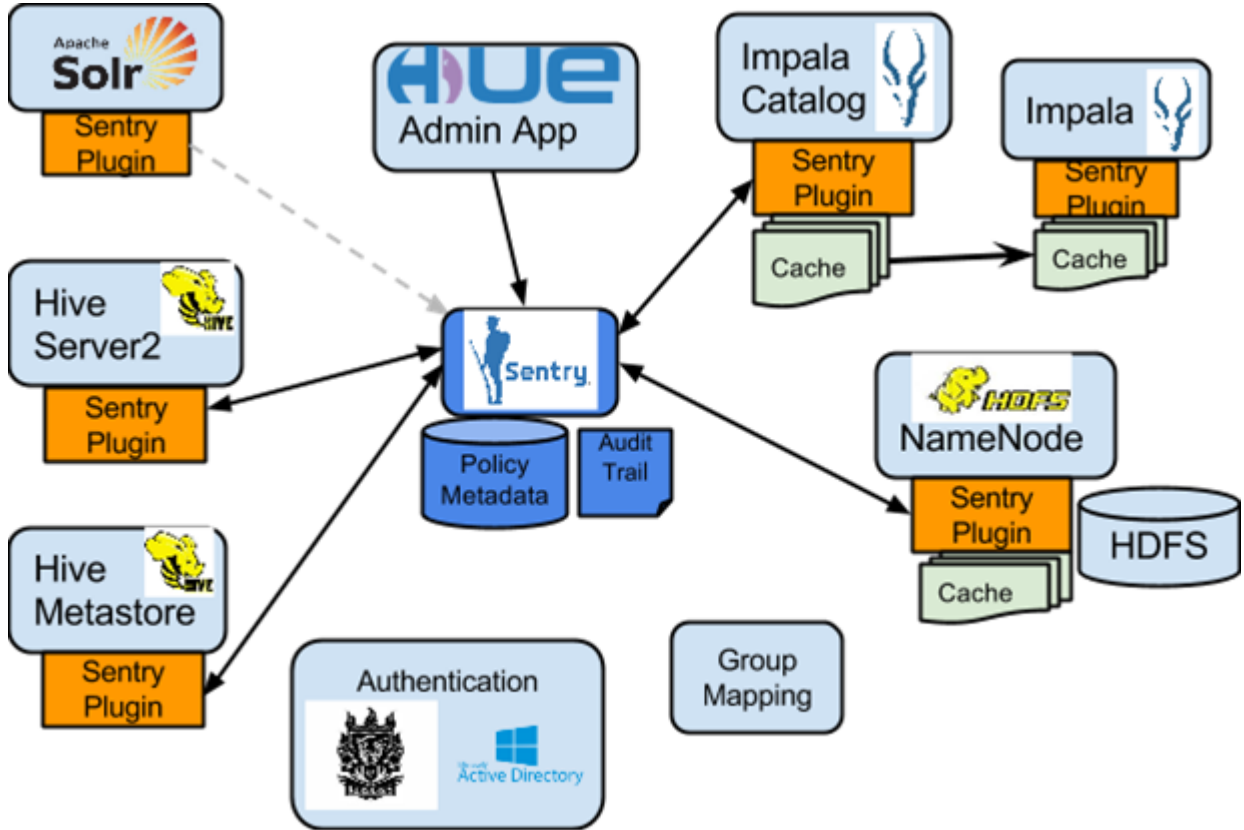 Apache
Solr
Sentry
Plugin
HUE
Admin App
Impala
Catalog
Sentry
Plugin
Cache
Impala
Sentry
Plugin
Cache
Hive
Server2
HIVE
Sentry
Plugin
Sentry
Policy
Metadata
Audit
Trail
HDFS
NameNode
Sentry
Plugin
Cache
HDFS
Hive
Metastore
Sentry
Plugin
Authentication
Active Directory
Group
Mapping